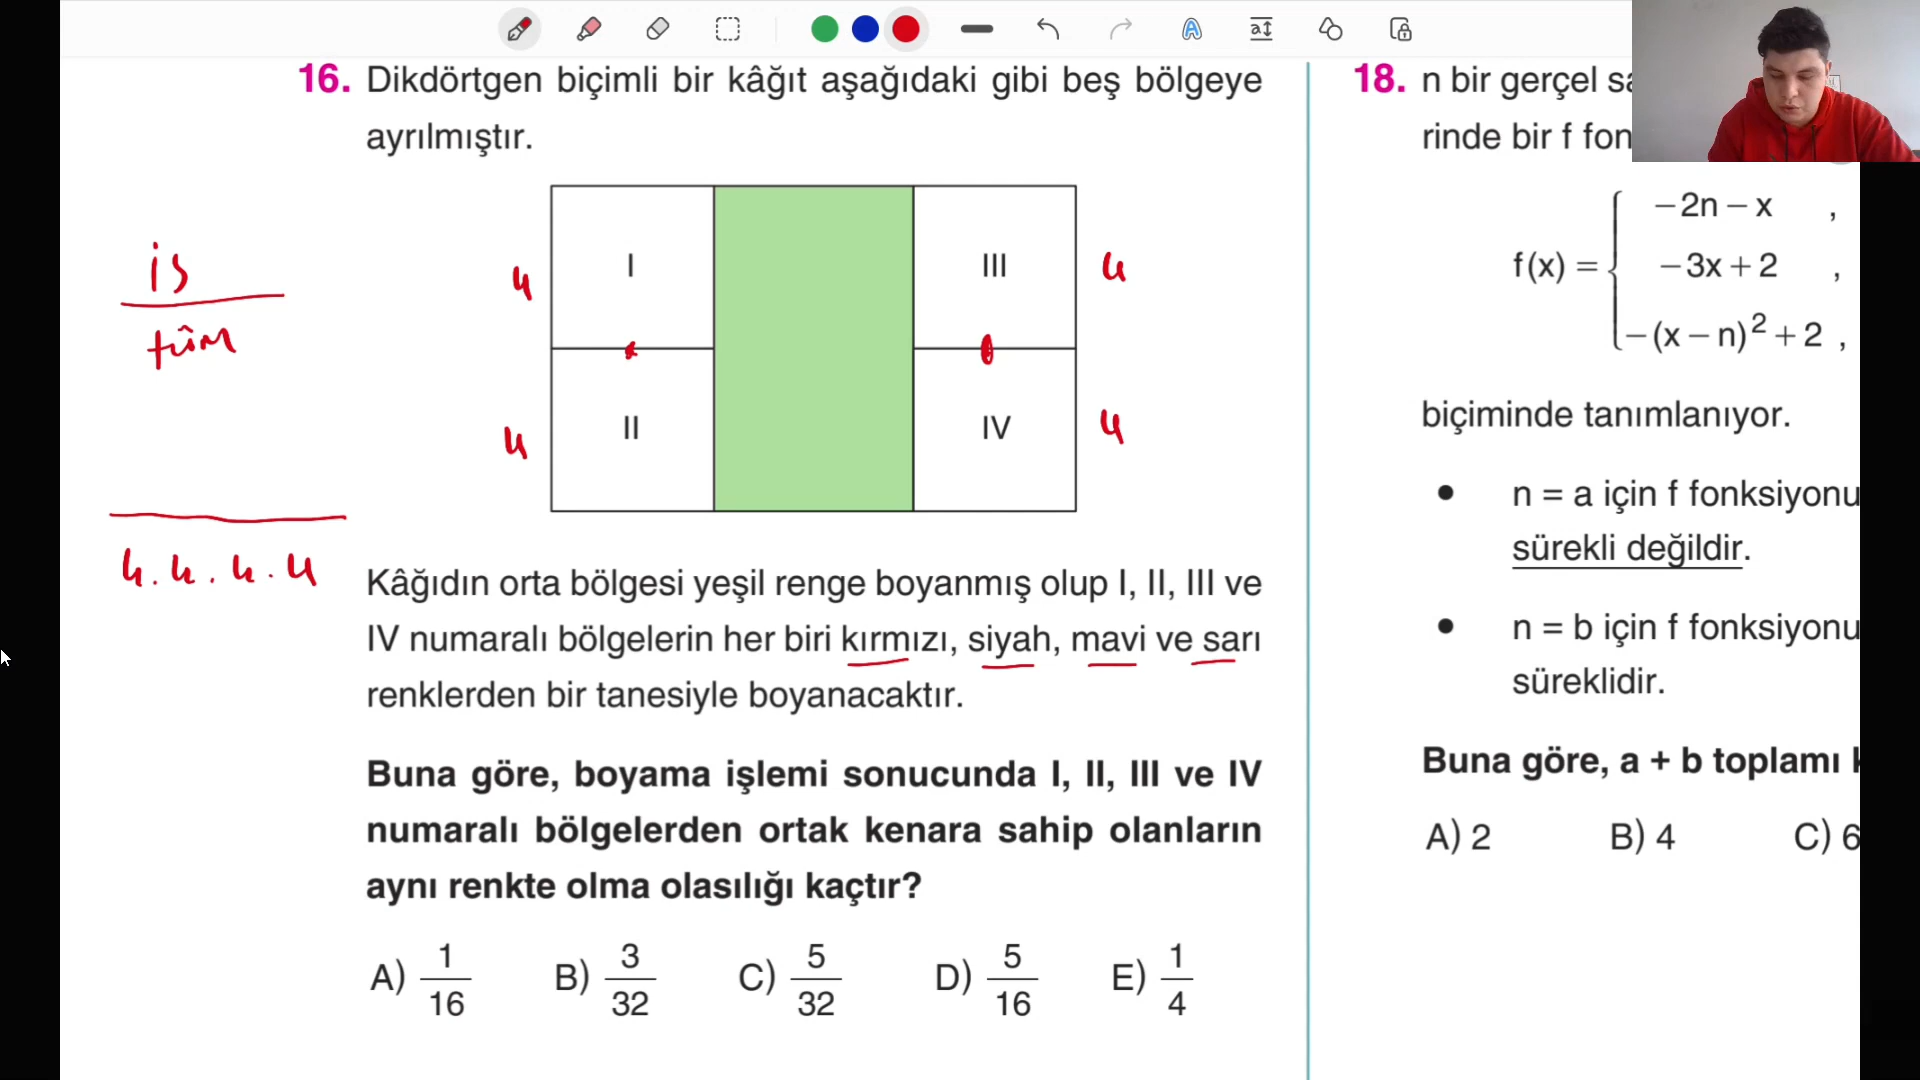 16. Dikdörtgen biçimli bir kâğıt aşağıdaki gibi beş bölgeye
ayrılmıştır.
I
II
III
IV
4
4
4
4
is
tüm
4.4.4.4
Kâğıdın orta bölgesi yeşil renge boyanmış olup I, II, III ve
IV numaralı bölgelerin her biri kırmızı, siyah, mavi ve sarı
renklerden bir tanesiyle boyanacaktır.
Buna göre, boyama işlemi sonucunda I, II, III ve IV
numaralı bölgelerden ortak kenara sahip olanların
aynı renkte olma olasılığı kaçtır?
A) 1/16 B) 3/32 C) 5/32 D) 5/16 E) 1/4
18. n bir gerçel
rinde bir f fon
f(x) =
−2n − x ,
−3x + 2 ,
−(x − n)² + 2 ,
biçiminde tanımlanıyor.
• n = a için f fonksiyonu
sürekli değildir.
• n = b için f fonksiyonu
süreklidir.
Buna göre, a + b toplamı
A) 2 B) 4 C) 6